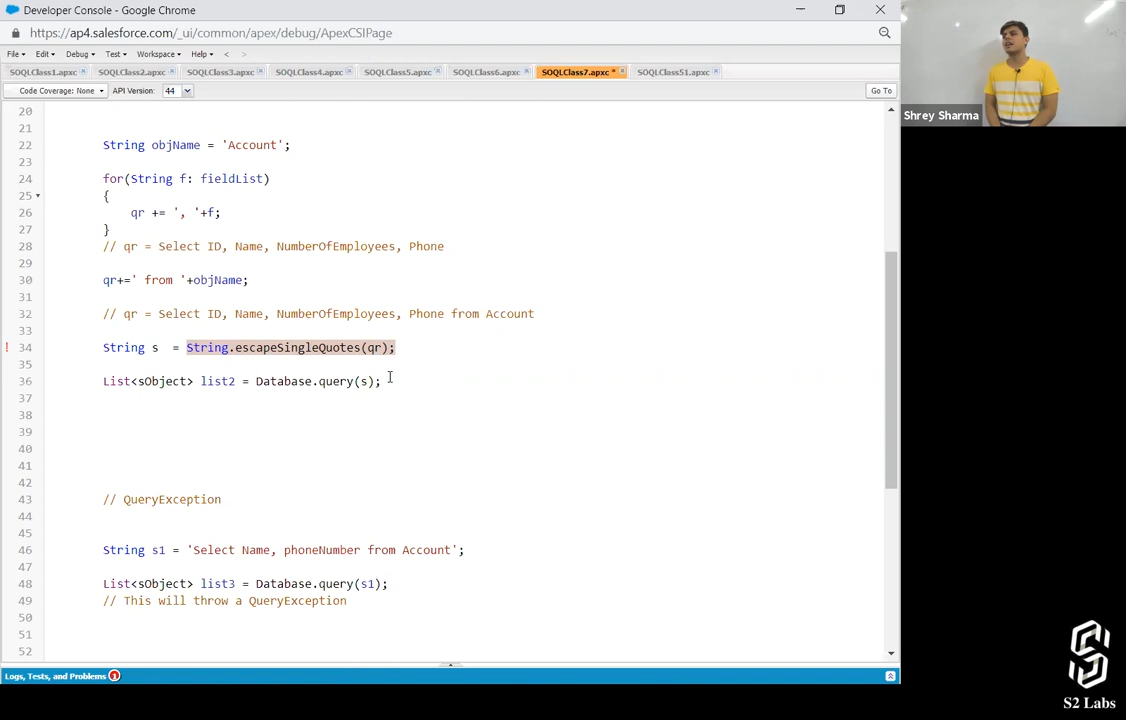 Developer Console - Google Chrome
https://ap4.salesforce.com/_ui/common/apex/debug/ApexCSIPage
File Edit Debug Test Workspace Help < >
SOQLClass1.apxc SOQLClass2.apxc SOQLClass3.apxc SOQLClass4.apxc SOQLClass5.apxc SOQLClass6.apxc SOQLClass7.apxc * SOQLClass51.apxc
Code Coverage: None API Version: 44 Go To
Shrey Sharma
20
21
22 String objName = 'Account';
23
24 for(String f: fieldList)
25 {
26 qr += ', '+f;
27 }
28 // qr = Select ID, Name, NumberOfEmployees, Phone
29
30 qr+=' from '+objName;
31
32 // qr = Select ID, Name, NumberOfEmployees, Phone from Account
33
! 34 String s = String.escapeSingleQuotes(qr);
35
36 List<sObject> list2 = Database.query(s);
37
38
39
40
41
42
43 // QueryException
44
45
46 String s1 = 'Select Name, phoneNumber from Account';
47
48 List<sObject> list3 = Database.query(s1);
49 // This will throw a QueryException
50
51
52
Logs, Tests, and Problems 1
S2 Labs